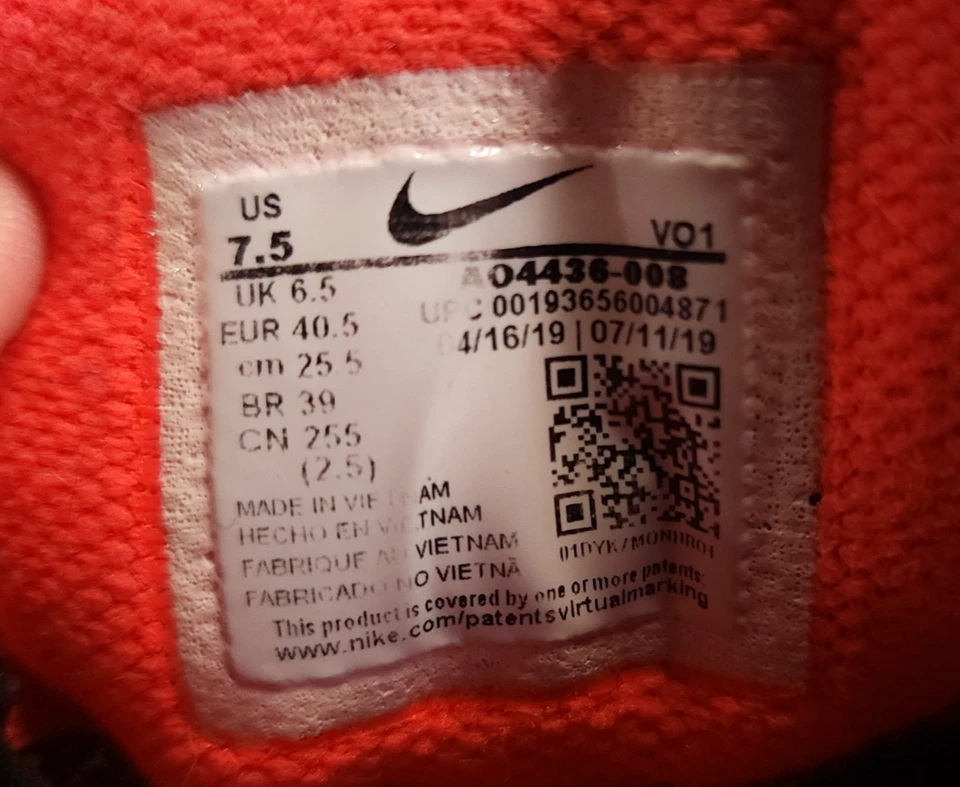 US
7.5
VO1
UK 6.5
EUR 40.5
cm 25.5
BR 39
CN 255
(2.5)
AO4436-008
UPC 00193656004871
04/16/19 | 07/11/19
MADE IN VIETNAM
HECHO EN VIETNAM
FABRIQUE AU VIETNAM
FABRICADO NO VIETNÃ
This product is covered by one or more patents.
www.nike.com/patentsvirtualmarking